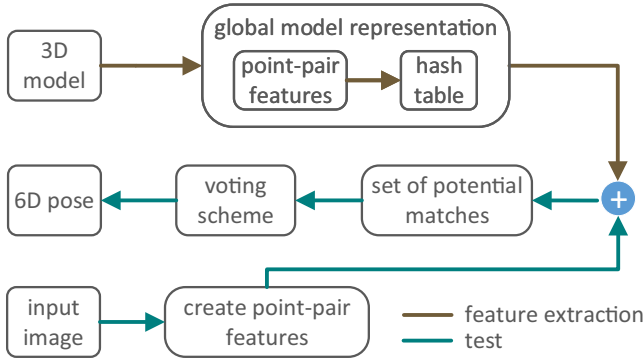 global model representation
3D
model
point-pair
features
hash
table
6D pose
voting
scheme
set of potential
matches
+
input
image
create point-pair
features
feature extraction
test